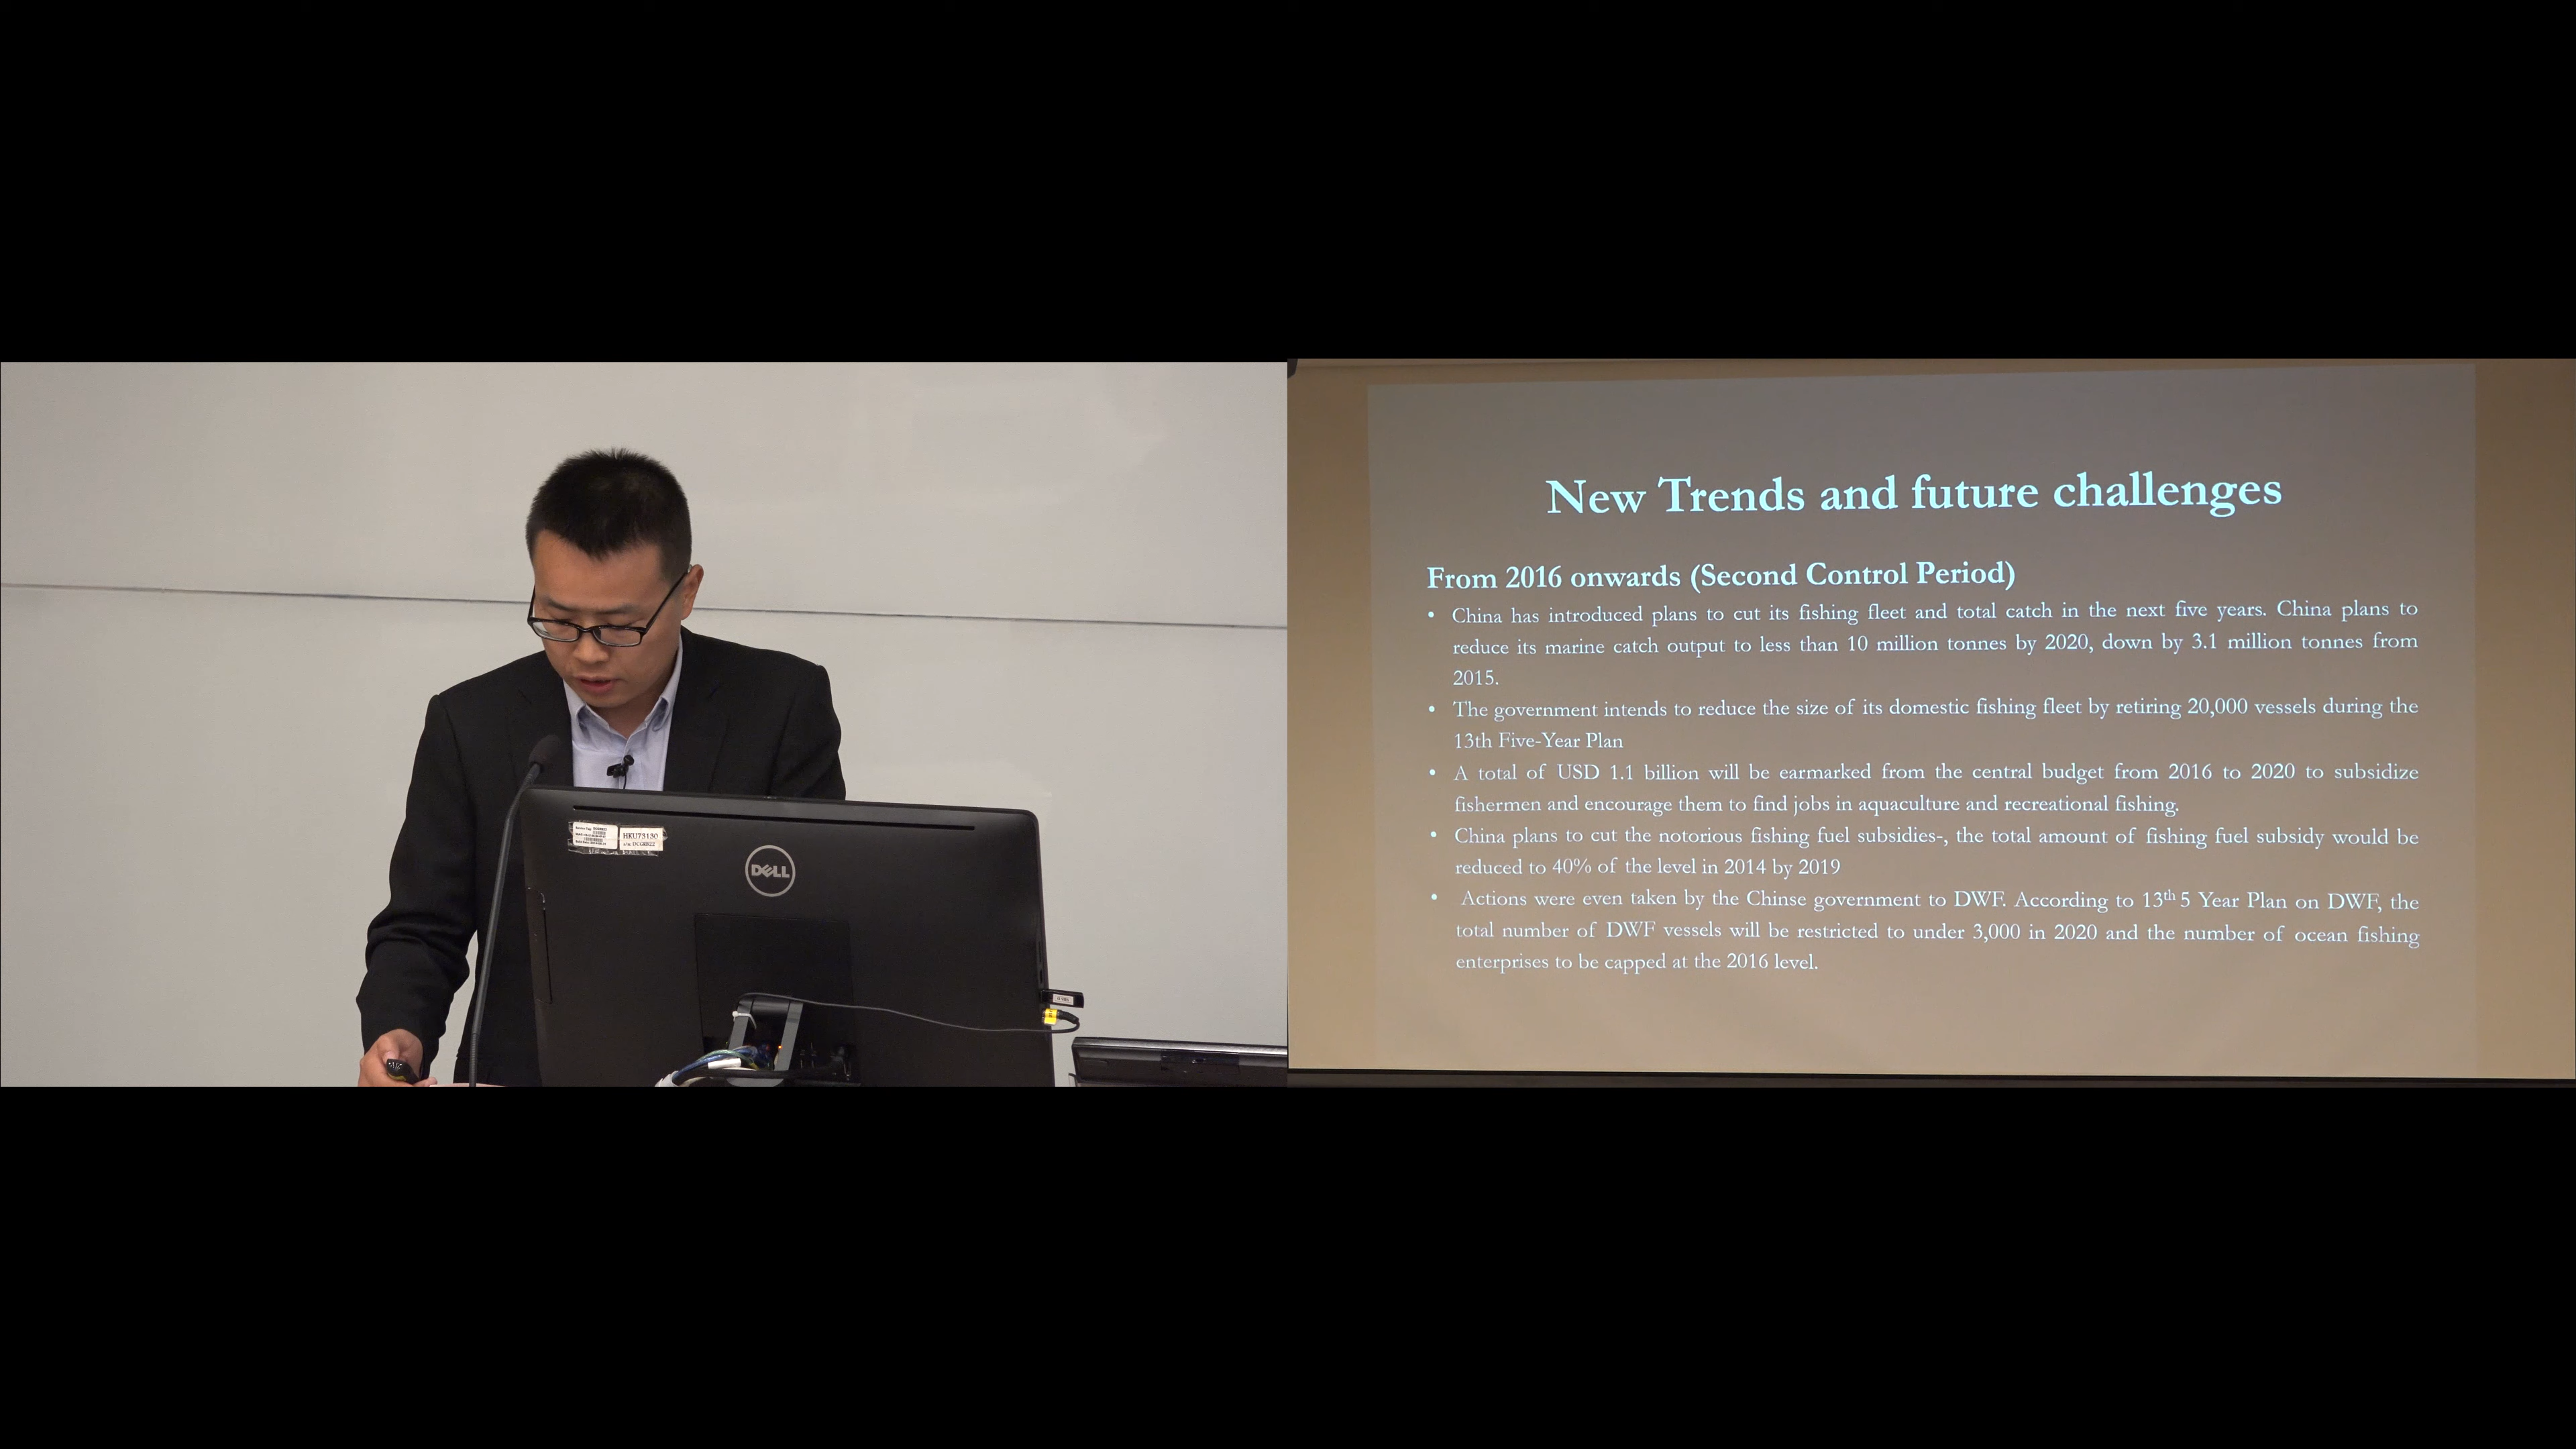 HKU75130
DELL
New Trends and future challenges
From 2016 onwards (Second Control Period)
• China has introduced plans to cut its fishing fleet and total catch in the next five years. China plans to
reduce its marine catch output to less than 10 million tonnes by 2020, down by 3.1 million tonnes from
2015.
• The government intends to reduce the size of its domestic fishing fleet by retiring 20,000 vessels during the
13th Five-Year Plan
• A total of USD 1.1 billion will be earmarked from the central budget from 2016 to 2020 to subsidize
fishermen and encourage them to find jobs in aquaculture and recreational fishing.
• China plans to cut the notorious fishing fuel subsidies-, the total amount of fishing fuel subsidy would be
reduced to 40% of the level in 2014 by 2019
• Actions were even taken by the Chinse government to DWF. According to 13th 5 Year Plan on DWF, the
total number of DWF vessels will be restricted to under 3,000 in 2020 and the number of ocean fishing
enterprises to be capped at the 2016 level.